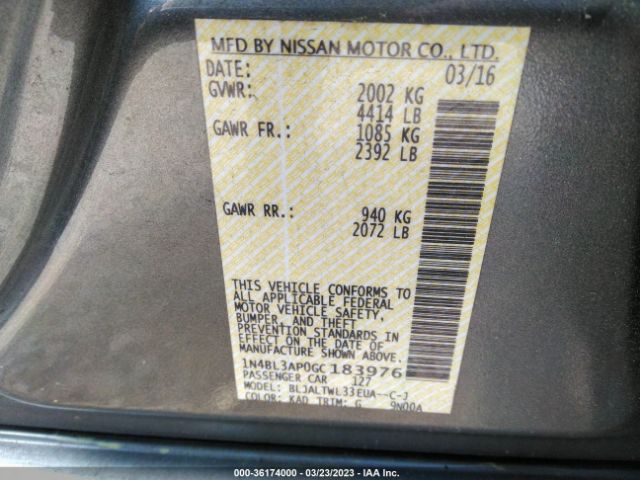 MFD BY NISSAN MOTOR CO., LTD.
DATE: 03/16
GVWR: 2002 KG
4414 LB
GAWR FR.: 1085 KG
2392 LB
GAWR RR.: 940 KG
2072 LB
THIS VEHICLE CONFORMS TO
ALL APPLICABLE FEDERAL
MOTOR VEHICLE SAFETY,
BUMPER, AND THEFT
PREVENTION STANDARDS IN
EFFECT ON THE DATE OF
MANUFACTURE SHOWN ABOVE.
1N4BL3AP0GC183976
PASSENGER CAR 127
MODEL: BLJALTWL33EUA--C-J
COLOR: KAD TRIM: G 9N00A
000-36174000 — 03/23/2023 — IAA Inc.